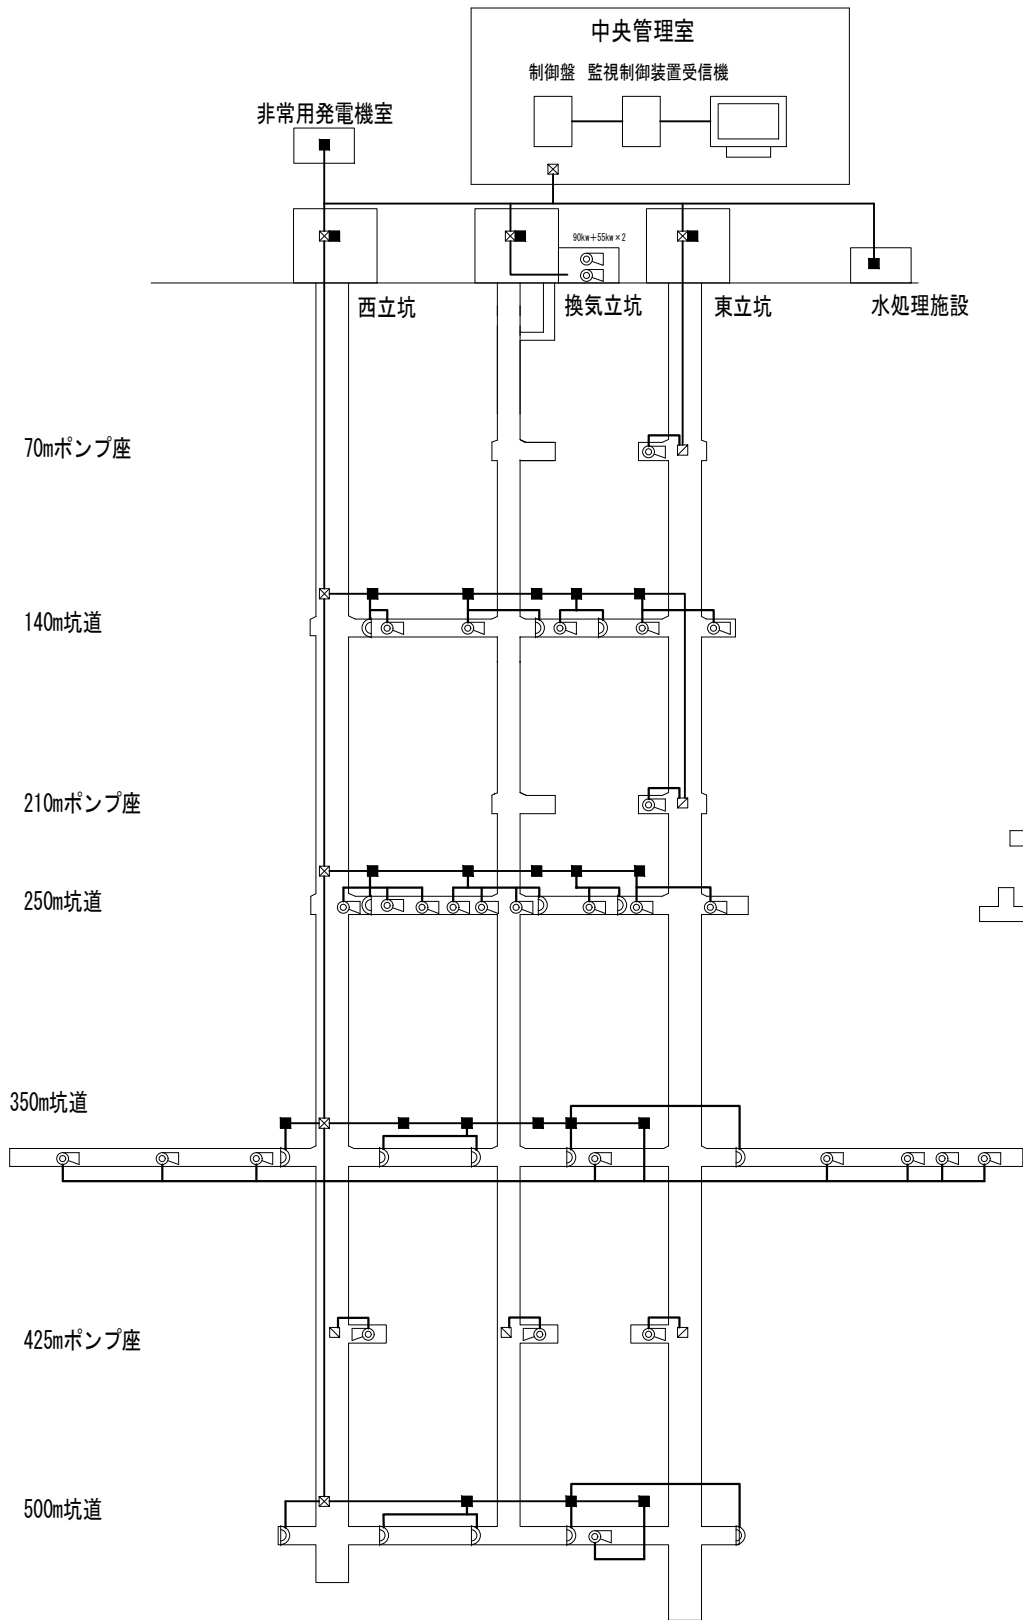 中央管理室
制御盤 監視制御装置受信機
非常用発電機室
90kw+55kw×2
西立坑
換気立坑
東立坑
水処理施設
70mポンプ座
140m坑道
210mポンプ座
250m坑道
350m坑道
425mポンプ座
500m坑道